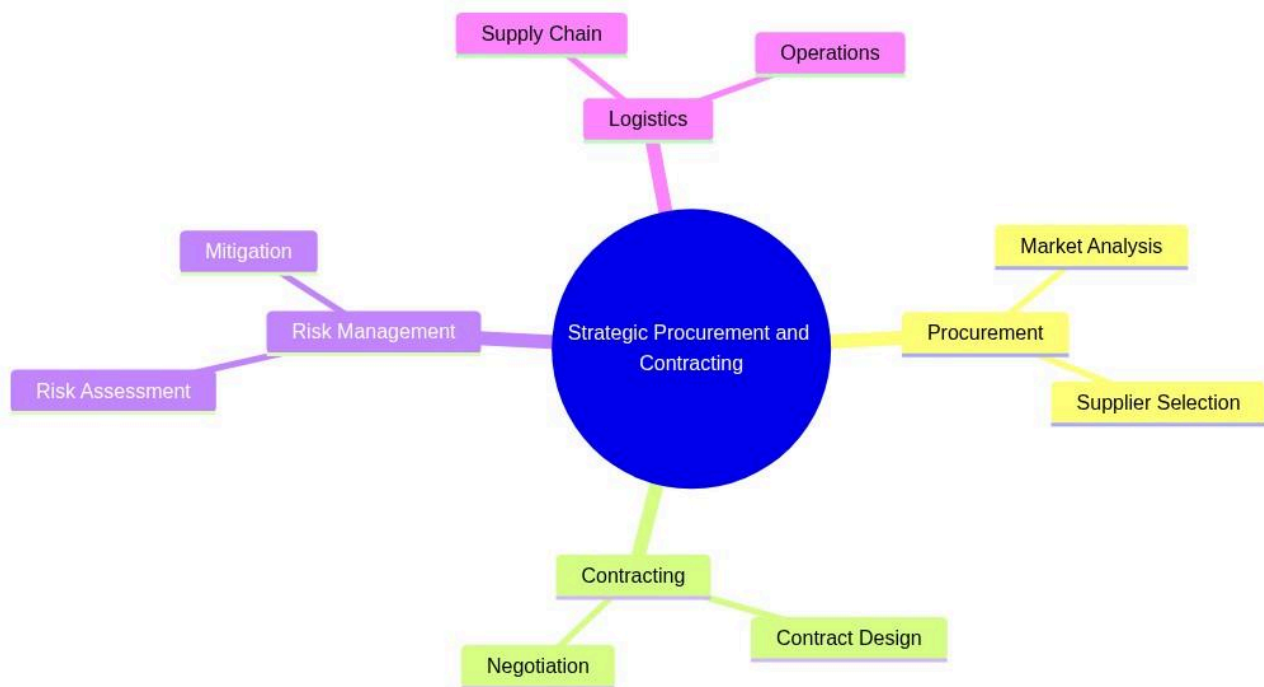 Supply Chain
Operations
Logistics
Mitigation
Market Analysis
Risk Management
Strategic Procurement and
Contracting
Procurement
Risk Assessment
Supplier Selection
Contracting
Contract Design
Negotiation